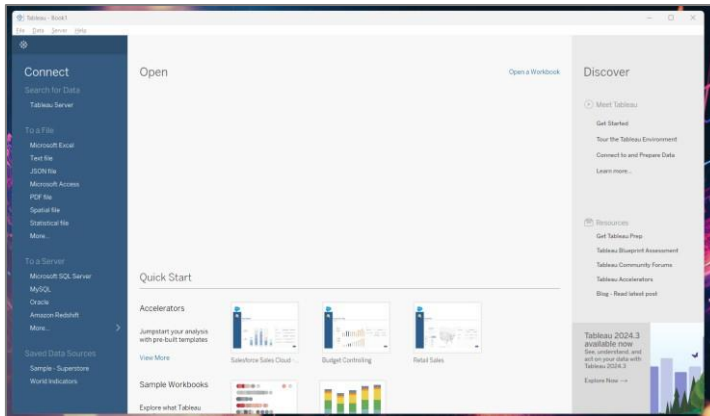 Tableau - Book1
File Data Server Help
Connect
Search for Data
Tableau Server
To a File
Microsoft Excel
Text file
JSON file
Microsoft Access
PDF file
Spatial file
Statistical file
More...
To a Server
Microsoft SQL Server
MySQL
Oracle
Amazon Redshift
More...
Saved Data Sources
Sample - Superstore
World Indicators
Open
Open a Workbook
Quick Start
Accelerators
Jumpstart your analysis
with pre-built templates
View More
Salesforce Sales Cloud -...
Budget Controlling
Retail Sales
Sample Workbooks
Explore what Tableau
Discover
Meet Tableau
Get Started
Tour the Tableau Environment
Connect to and Prepare Data
Learn more...
Resources
Get Tableau Prep
Tableau Blueprint Assessment
Tableau Community Forums
Tableau Accelerators
Blog - Read latest post
Tableau 2024.3
available now
See, understand, and
act on your data with
Tableau 2024.3
Explore Now